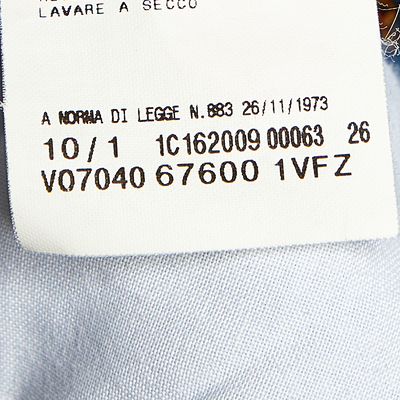 LAVARE A SECCO
A NORMA DI LEGGE N.883 26/11/1973
10/1 1C162009 00063 26
V07040 67600 1VFZ